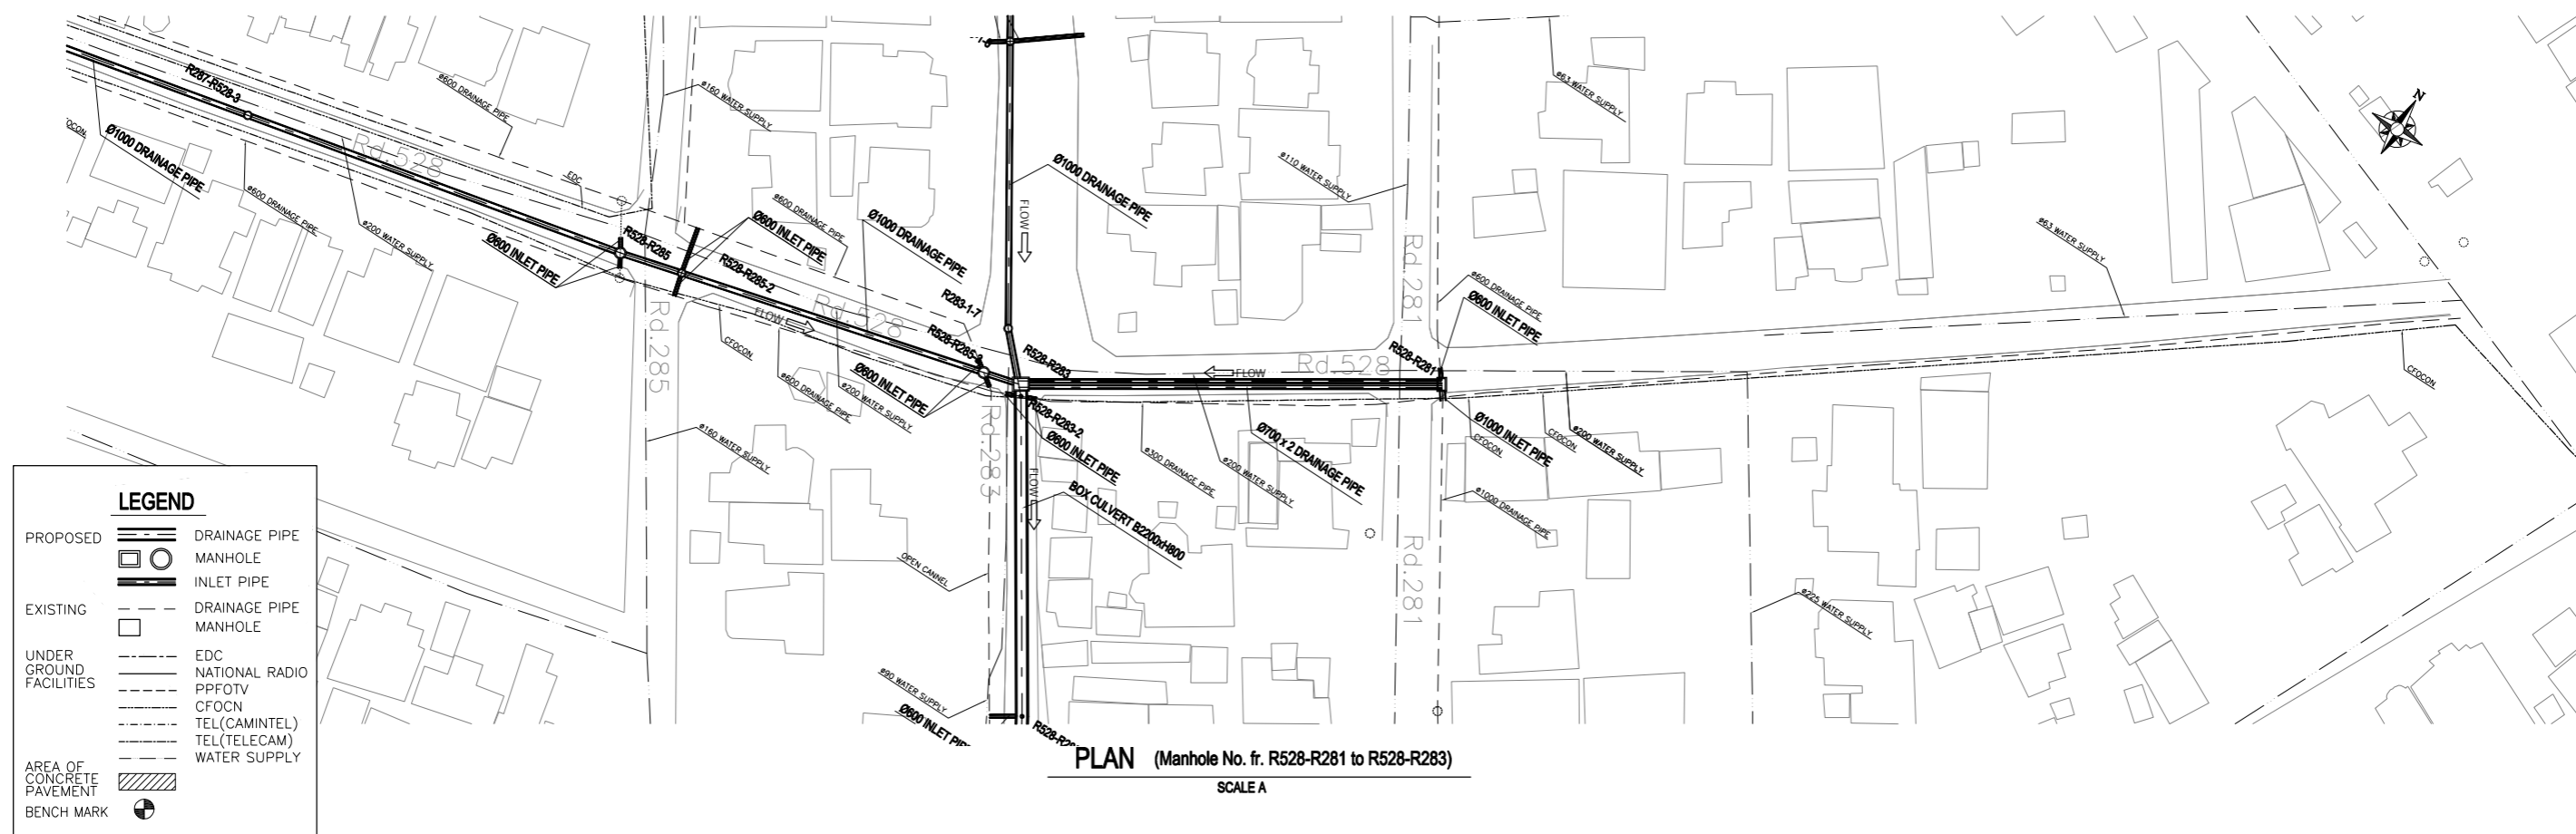 R287-R528-3
ø600 DRAINAGE PIPE
ø160 WATER SUPPLY
ø63 WATER SUPPLY
N
OCON
Ø1000 DRAINAGE PIPE
Rd.528
EDC
Ø1000 DRAINAGE PIPE
ø110 WATER SUPPLY
ø600 DRAINAGE PIPE
ø200 WATER SUPPLY
Ø600 INLET PIPE
R528-R285
Ø600 INLET PIPE
ø600 DRAINAGE PIPE
Ø1000 DRAINAGE PIPE
FLOW
Rd.281
ø63 WATER SUPPLY
R528-R285-2
R283-1-7
ø600 DRAINAGE PIPE
Ø600 INLET PIPE
FLOW
Rd.528
Rd.285
CFOCON
R528-R285-3
R528-R283
Rd.528
FLOW
R528-R281
CFOCON
ø600 DRAINAGE PIPE
ø200 WATER SUPPLY
Ø600 INLET PIPE
R528-R283-2
Ø600 INLET PIPE
Rd.283
ø160 WATER SUPPLY
ø300 DRAINAGE PIPE
ø200 WATER SUPPLY
Ø700 x 2 DRAINAGE PIPE
Ø1000 INLET PIPE
CFOCON
CFOCON
ø200 WATER SUPPLY
FLOW
BOX CULVERT B2200xH800
ø1000 DRAINAGE PIPE
OPEN CANNEL
Rd.281
ø225 WATER SUPPLY
ø90 WATER SUPPLY
Ø600 INLET PIPE
LEGEND
PROPOSED
DRAINAGE PIPE
MANHOLE
INLET PIPE
EXISTING
DRAINAGE PIPE
MANHOLE
UNDER
GROUND
FACILITIES
EDC
NATIONAL RADIO
PPFOTV
CFOCN
TEL(CAMINTEL)
TEL(TELECAM)
WATER SUPPLY
AREA OF
CONCRETE
PAVEMENT
BENCH MARK
PLAN (Manhole No. fr. R528-R281 to R528-R283)
SCALE A